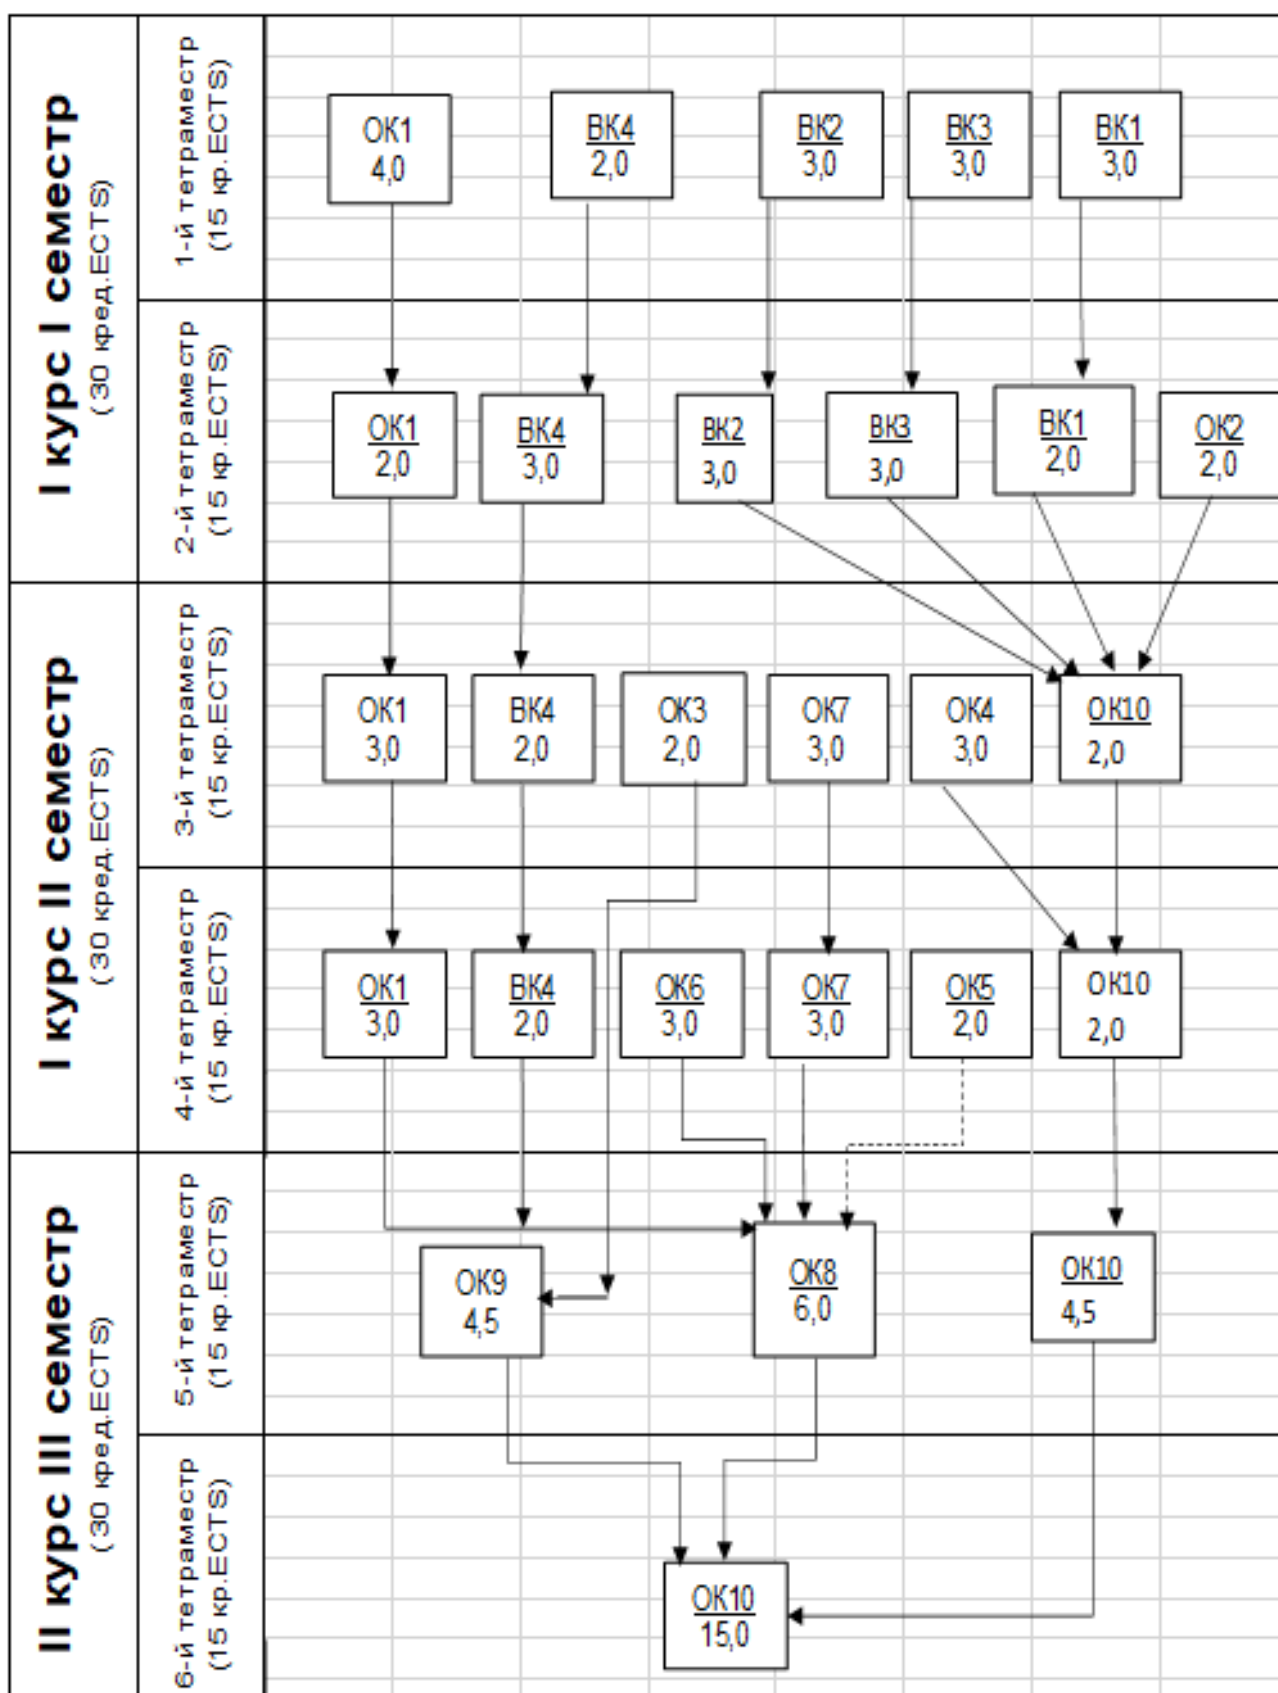 I курс I семестр
(30 кред.ECTS)
1-й тетраместр
(15 кр.ECTS)
ОК1
4,0
ВК4
2,0
ВК2
3,0
ВК3
3,0
ВК1
3,0
2-й тетраместр
(15 кр.ECTS)
ОК1
2,0
ВК4
3,0
ВК2
3,0
ВК3
3,0
ВК1
2,0
ОК2
2,0
I курс II семестр
(30 кред.ECTS)
3-й тетраместр
(15 кр.ECTS)
ОК1
3,0
ВК4
2,0
ОК3
2,0
ОК7
3,0
ОК4
3,0
ОК10
2,0
4-й тетраместр
(15 кр.ECTS)
ОК1
3,0
ВК4
2,0
ОК6
3,0
ОК7
3,0
ОК5
2,0
ОК10
2,0
II курс III семестр
(30 кред.ECTS)
5-й тетраместр
(15 кр.ECTS)
ОК9
4,5
ОК8
6,0
ОК10
4,5
6-й тетраместр
(15 кр.ECTS)
ОК10
15,0